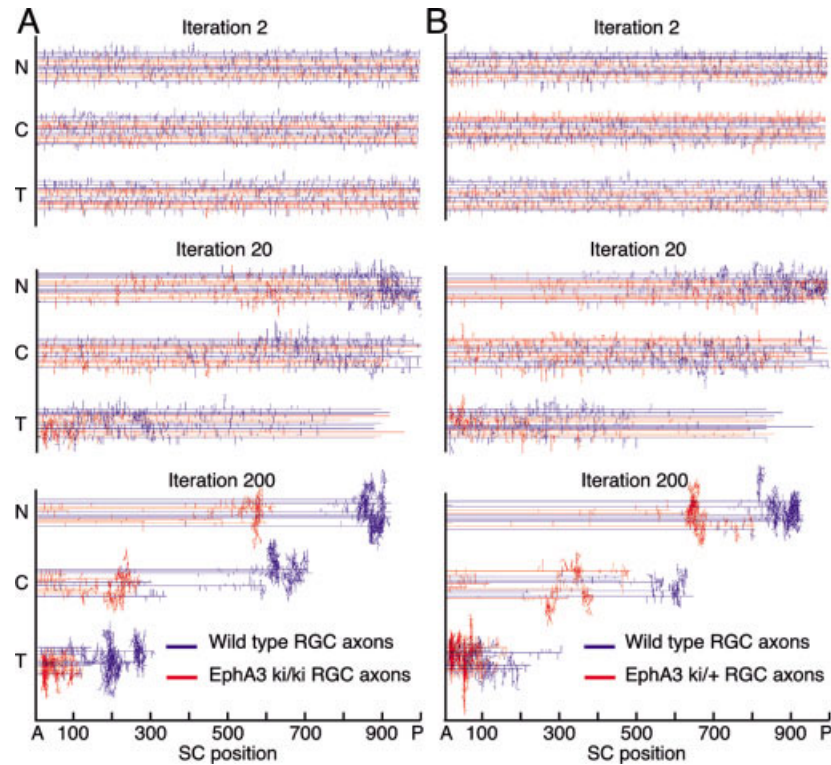 A
Iteration 2
N
C
T
Iteration 20
N
C
T
Iteration 200
N
C
T
Wild type RGC axons
EphA3 ki/ki RGC axons
A 100 300 500 700 900 P
SC position
B
Iteration 2
Iteration 20
Iteration 200
Wild type RGC axons
EphA3 ki/+ RGC axons
A 100 300 500 700 900 P
SC position